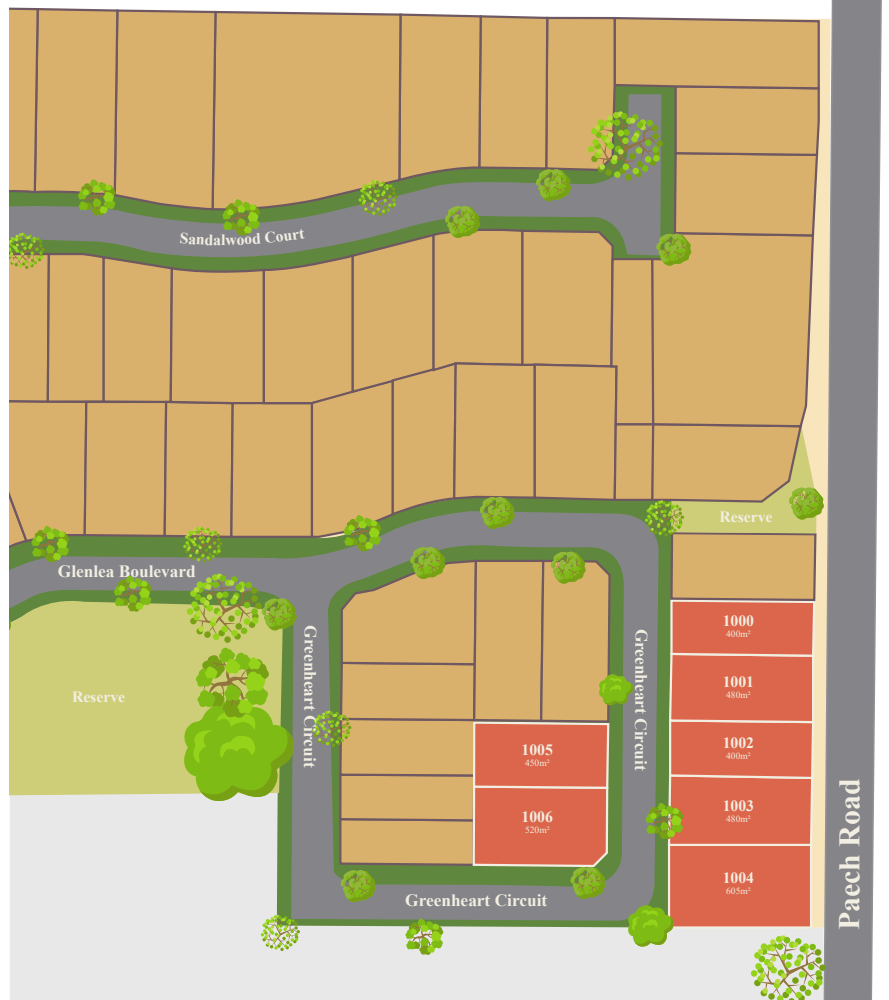 Sandalwood Court
Reserve
Glenlea Boulevard
1000
400m²
Greenheart Circuit
Greenheart Circuit
1001
480m²
Reserve
1002
400m²
1005
450m²
1003
480m²
1006
520m²
Paech Road
1004
605m²
Greenheart Circuit